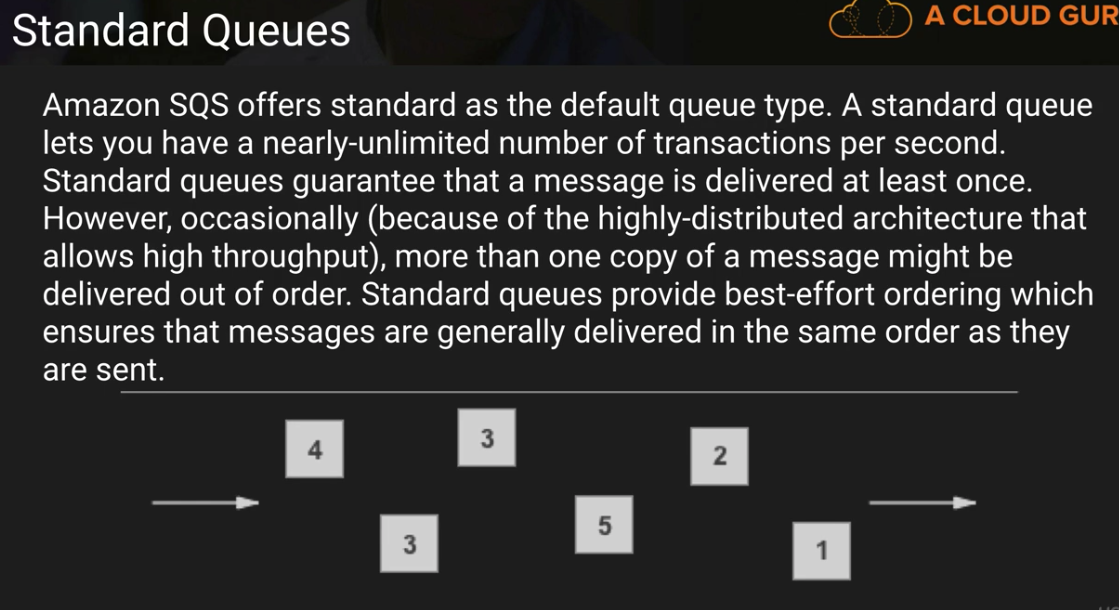 Standard Queues
A CLOUD GUR
Amazon SQS offers standard as the default queue type. A standard queue
lets you have a nearly-unlimited number of transactions per second.
Standard queues guarantee that a message is delivered at least once.
However, occasionally (because of the highly-distributed architecture that
allows high throughput), more than one copy of a message might be
delivered out of order. Standard queues provide best-effort ordering which
ensures that messages are generally delivered in the same order as they
are sent.
4
3
2
3
5
1